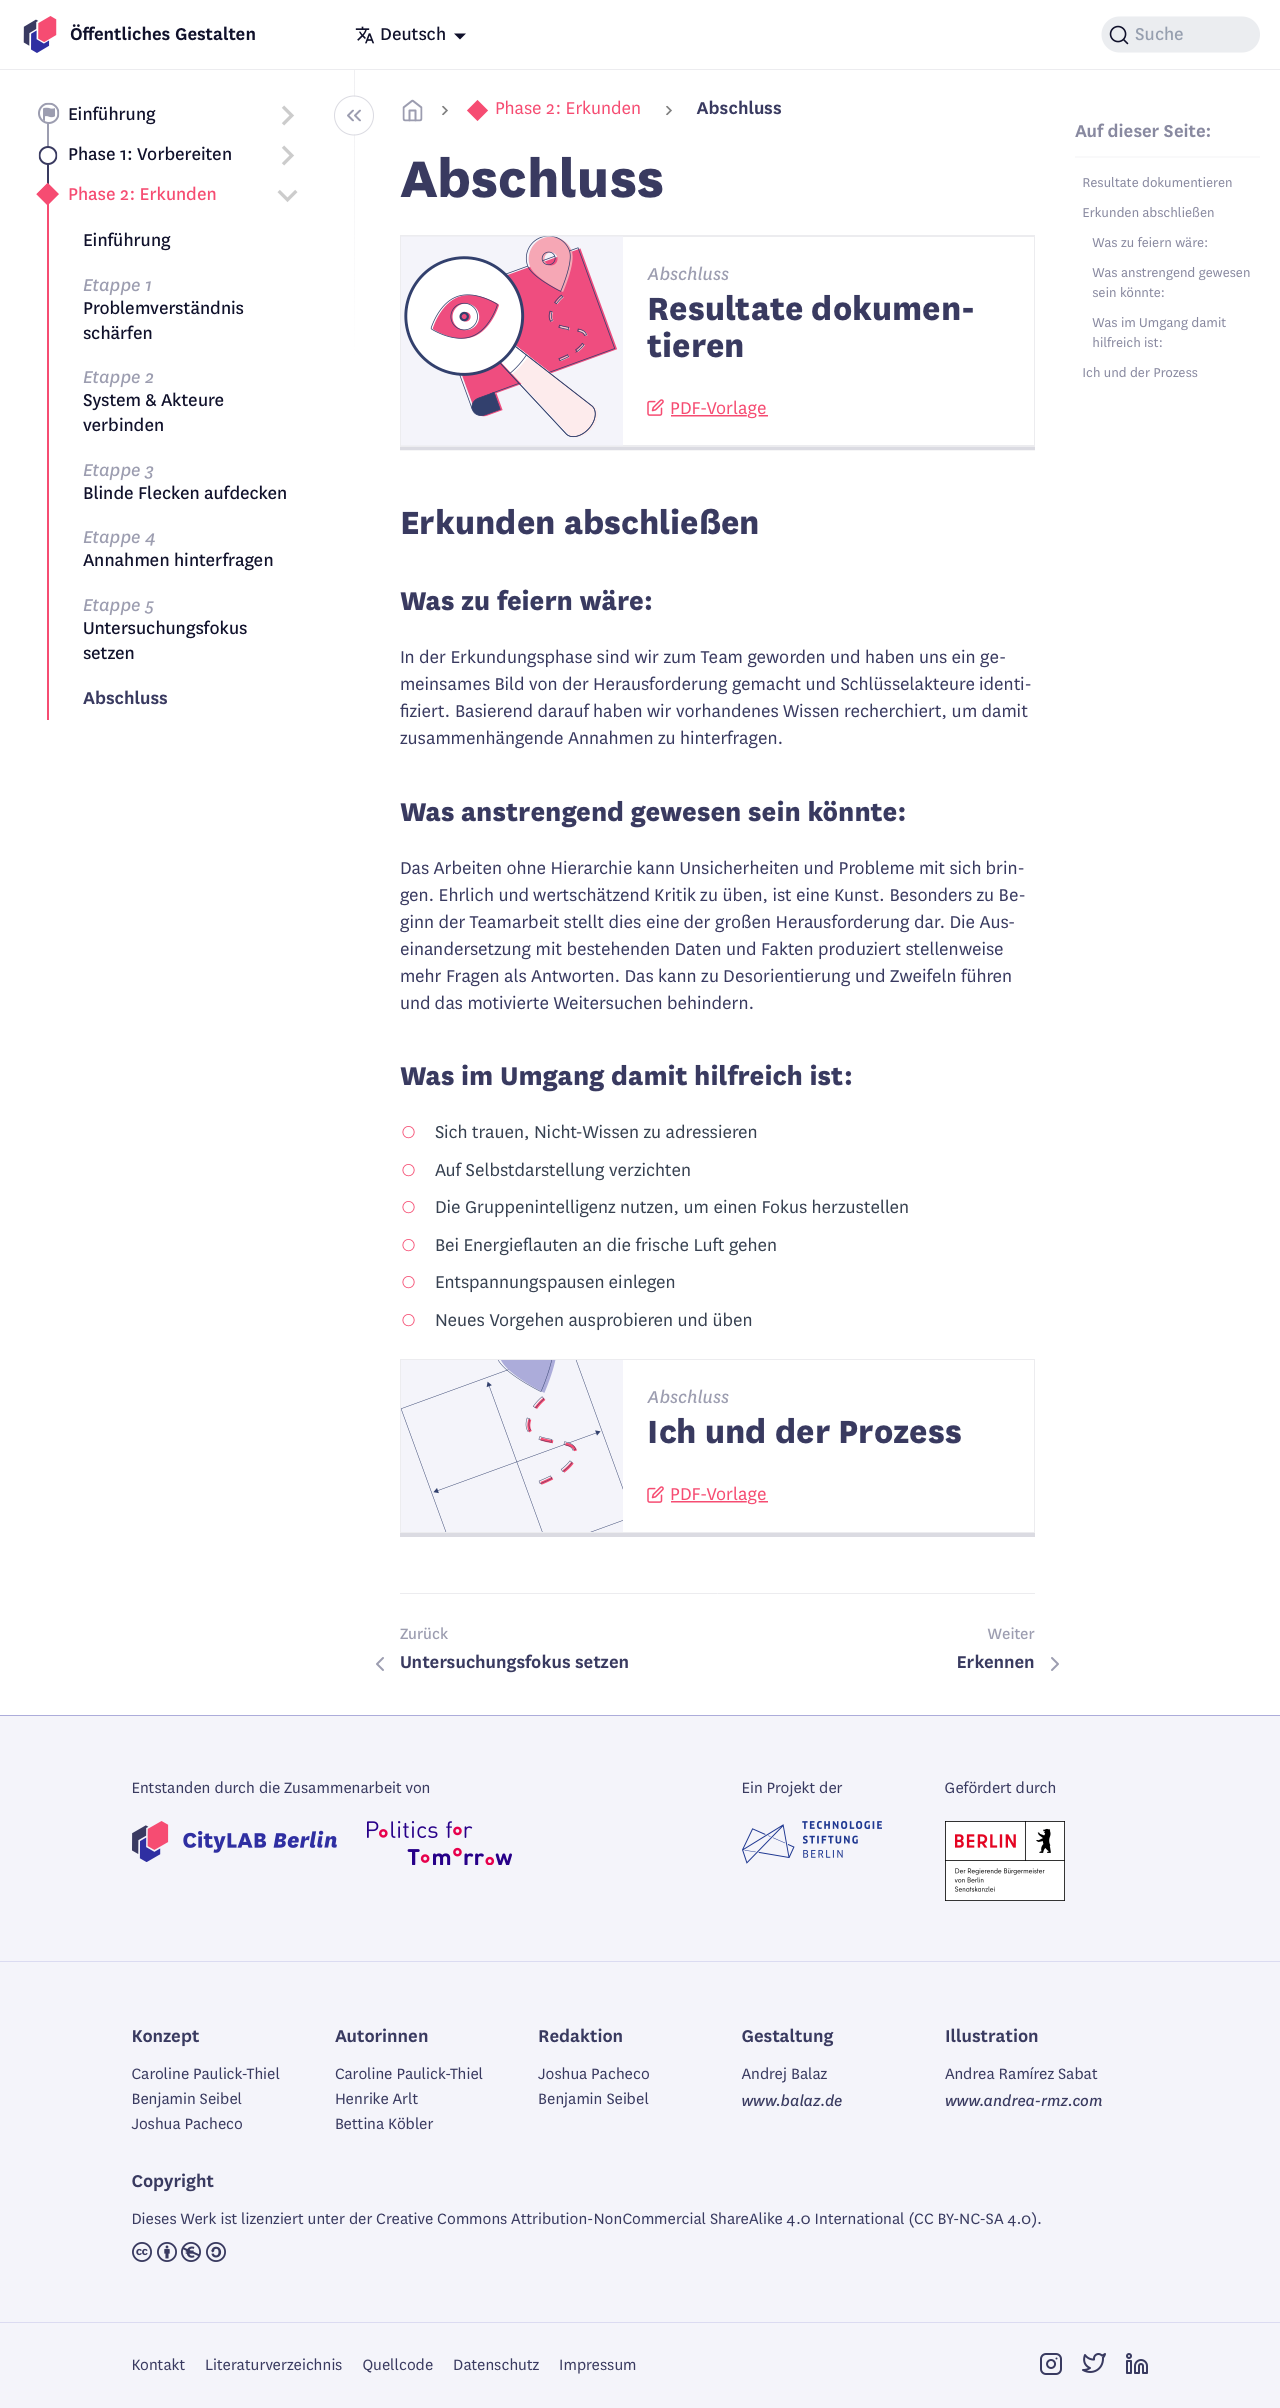 Öffentliches Gestalten
Deutsch
Suche
Einführung
Phase 1: Vorbereiten
Phase 2: Erkunden
Einführung
Etappe 1
Problemverständnis
schärfen
Etappe 2
System & Akteure
verbinden
Etappe 3
Blinde Flecken aufdecken
Etappe 4
Annahmen hinterfragen
Etappe 5
Untersuchungsfokus
setzen
Abschluss
Phase 2: Erkunden
Abschluss
Abschluss
Abschluss
Resultate dokumen-
tieren
PDF-Vorlage
Erkunden abschließen
Was zu feiern wäre:
In der Erkundungsphase sind wir zum Team geworden und haben uns ein ge-
meinsames Bild von der Herausforderung gemacht und Schlüsselakteure identi-
fiziert. Basierend darauf haben wir vorhandenes Wissen recherchiert, um damit
zusammenhängende Annahmen zu hinterfragen.
Was anstrengend gewesen sein könnte:
Das Arbeiten ohne Hierarchie kann Unsicherheiten und Probleme mit sich brin-
gen. Ehrlich und wertschätzend Kritik zu üben, ist eine Kunst. Besonders zu Be-
ginn der Teamarbeit stellt dies eine der großen Herausforderung dar. Die Aus-
einandersetzung mit bestehenden Daten und Fakten produziert stellenweise
mehr Fragen als Antworten. Das kann zu Desorientierung und Zweifeln führen
und das motivierte Weitersuchen behindern.
Was im Umgang damit hilfreich ist:
Sich trauen, Nicht-Wissen zu adressieren
Auf Selbstdarstellung verzichten
Die Gruppenintelligenz nutzen, um einen Fokus herzustellen
Bei Energieflauten an die frische Luft gehen
Entspannungspausen einlegen
Neues Vorgehen ausprobieren und üben
Abschluss
Ich und der Prozess
PDF-Vorlage
Zurück
Untersuchungsfokus setzen
Weiter
Erkennen
Auf dieser Seite:
Resultate dokumentieren
Erkunden abschließen
Was zu feiern wäre:
Was anstrengend gewesen
sein könnte:
Was im Umgang damit
hilfreich ist:
Ich und der Prozess
Entstanden durch die Zusammenarbeit von
CityLAB Berlin
Politics for
Tomorrow
Ein Projekt der
TECHNOLOGIE
STIFTUNG
BERLIN
Gefördert durch
BERLIN
Der Regierende Bürgermeister
von Berlin
Senatskanzlei
Konzept
Caroline Paulick-Thiel
Benjamin Seibel
Joshua Pacheco
Autorinnen
Caroline Paulick-Thiel
Henrike Arlt
Bettina Köbler
Redaktion
Joshua Pacheco
Benjamin Seibel
Gestaltung
Andrej Balaz
www.balaz.de
Illustration
Andrea Ramírez Sabat
www.andrea-rmz.com
Copyright
Dieses Werk ist lizenziert unter der Creative Commons Attribution-NonCommercial ShareAlike 4.0 International (CC BY-NC-SA 4.0).
cc
Kontakt
Literaturverzeichnis
Quellcode
Datenschutz
Impressum